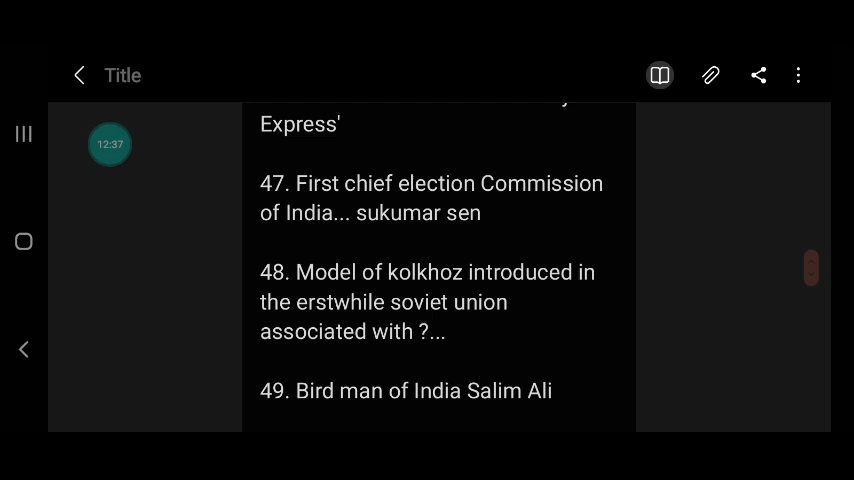 Title
Express'
12:37
47. First chief election Commission
of India... sukumar sen
48. Model of kolkhoz introduced in
the erstwhile soviet union
associated with ?...
49. Bird man of India Salim Ali